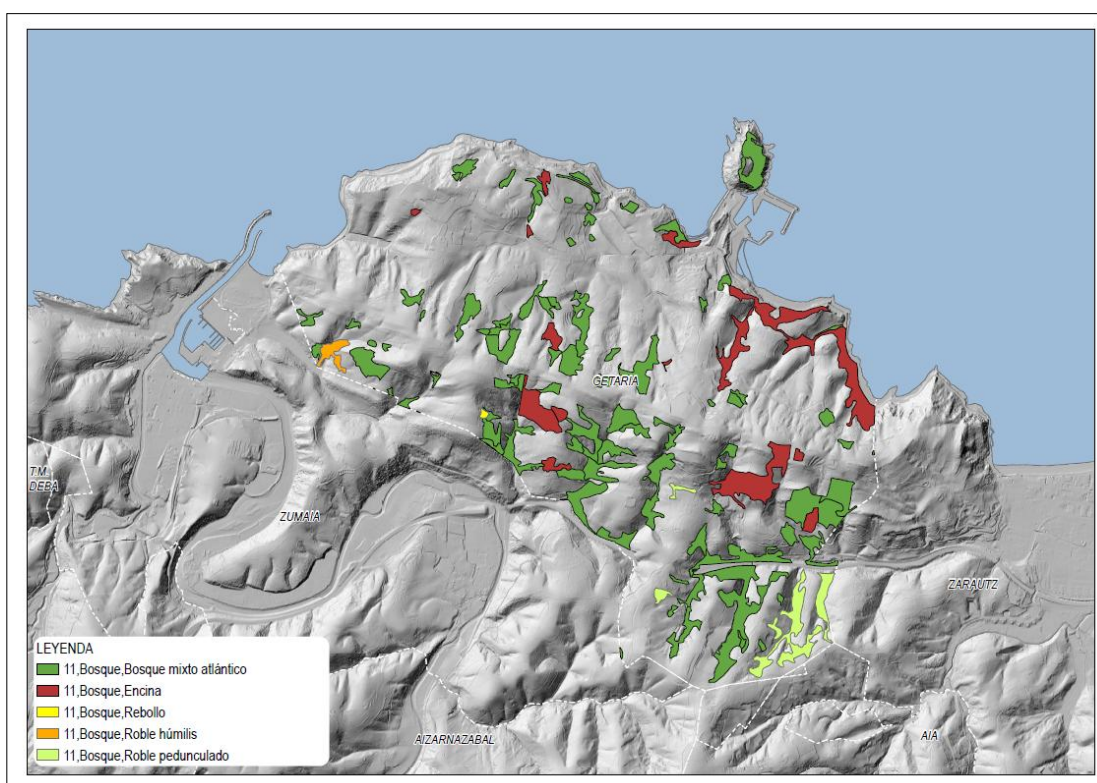 GETARIA
T.M.
DEBA
ZUMAIA
ZARAUTZ
AIZARNAZABAL
AIA
LEYENDA
11,Bosque,Bosque mixto atlántico
11,Bosque,Encina
11,Bosque,Rebollo
11,Bosque,Roble húmilis
11,Bosque,Roble pedunculado